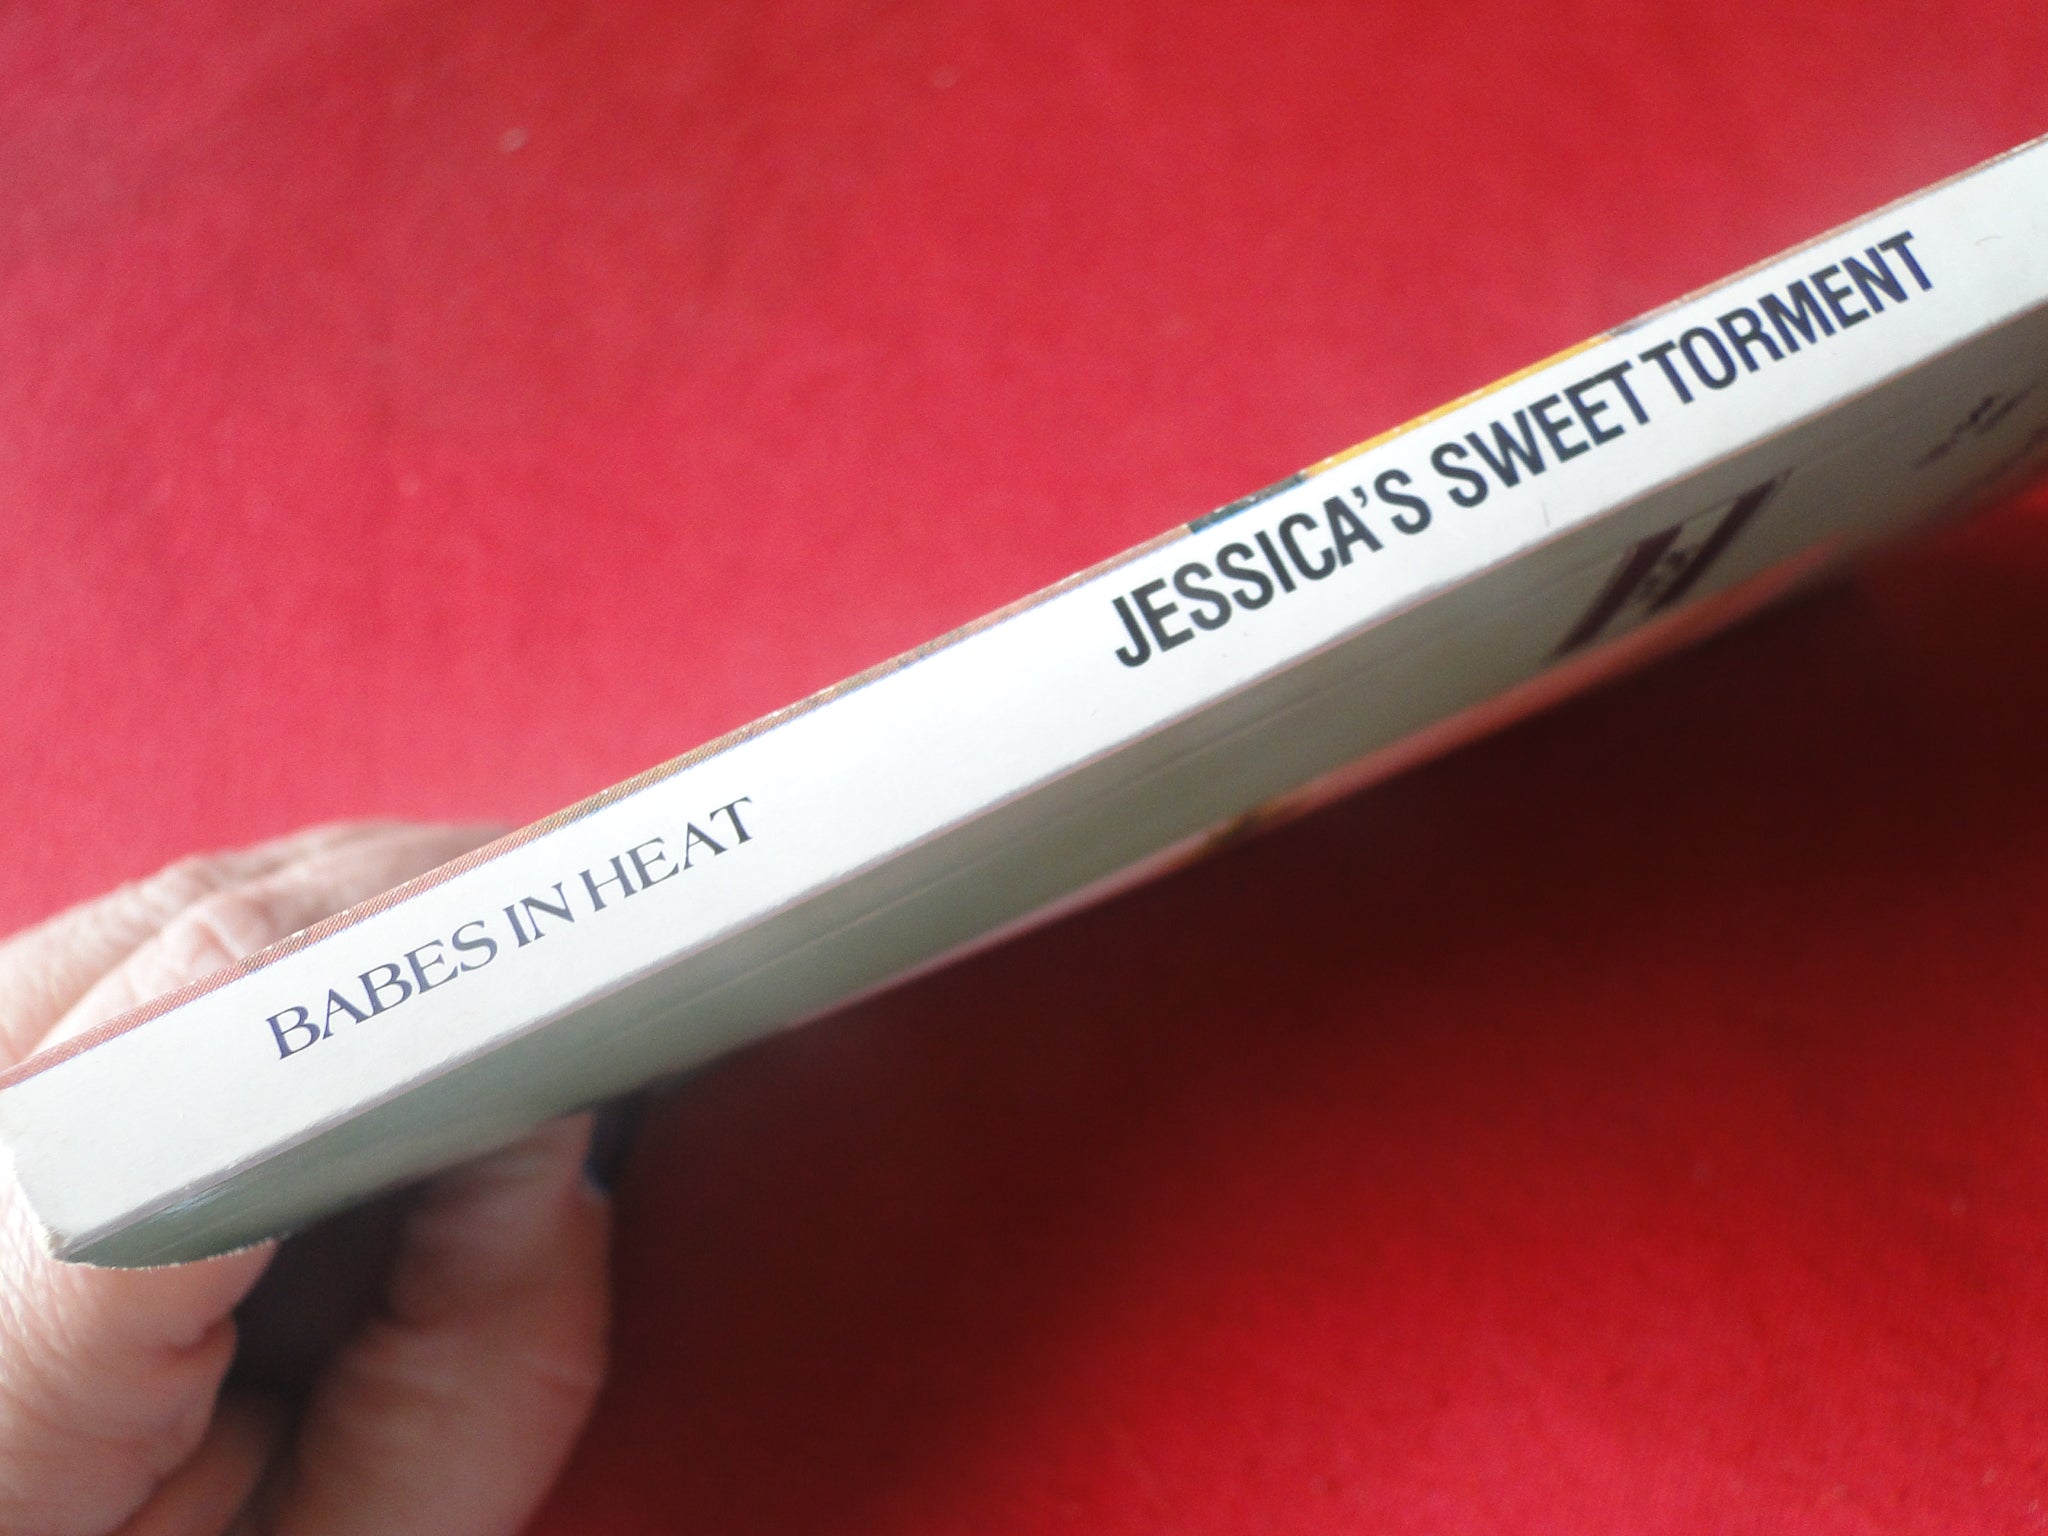 BABES IN HEAT
JESSICA'S SWEET TORMENT